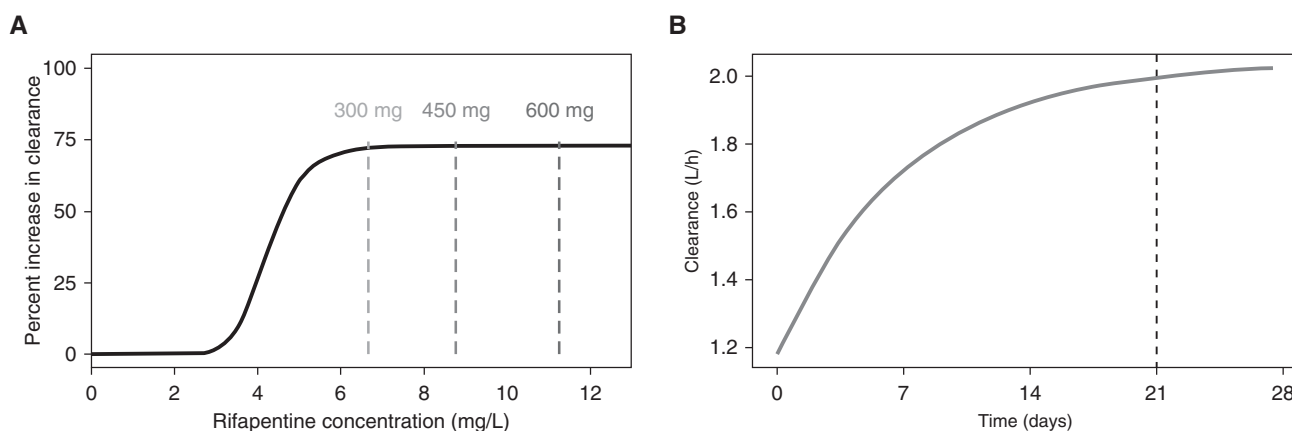 A
Percent increase in clearance
100
75
50
25
0
300 mg 450 mg 600 mg
0 2 4 6 8 10 12
Rifapentine concentration (mg/L)
B
Clearance (L/h)
2.0
1.8
1.6
1.4
1.2
0 7 14 21 28
Time (days)